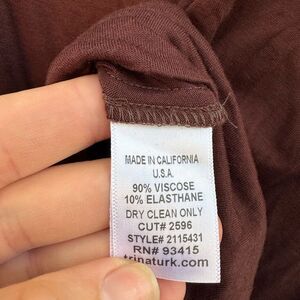 MADE IN CALIFORNIA
U.S.A.
90% VISCOSE
10% ELASTHANE
DRY CLEAN ONLY
CUT# 2596
STYLE# 2115431
RN# 93415
trinaturk.com